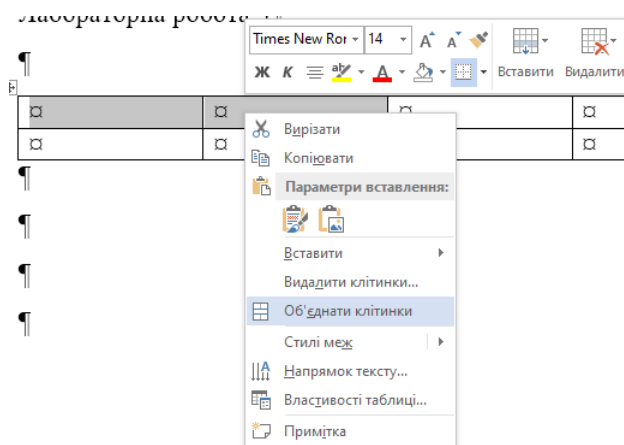 Лабораторна робота
Times New Ror 14
Ж К Вставити Видалити
Вирізати
Копіювати
Параметри вставлення:
Вставити
Видалити клітинки...
Об'єднати клітинки
Стилі меж
Напрямок тексту...
Властивості таблиці...
Примітка